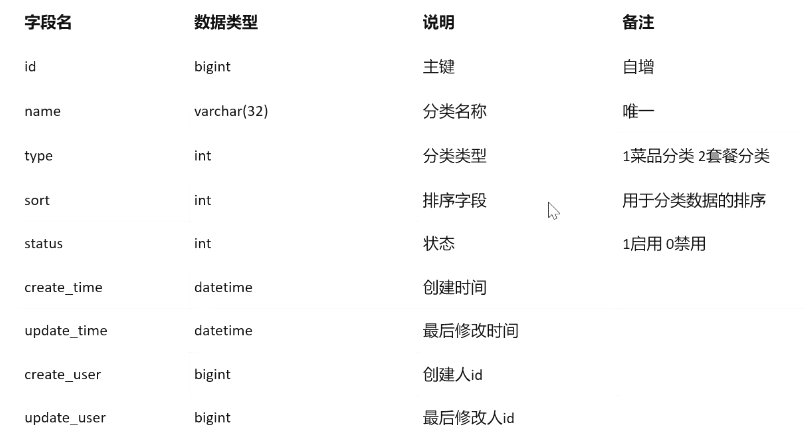 字段名 数据类型 说明 备注
id bigint 主键 自增
name varchar(32) 分类名称 唯一
type int 分类类型 1菜品分类 2套餐分类
sort int 排序字段 用于分类数据的排序
status int 状态 1启用 0禁用
create_time datetime 创建时间
update_time datetime 最后修改时间
create_user bigint 创建人id
update_user bigint 最后修改人id